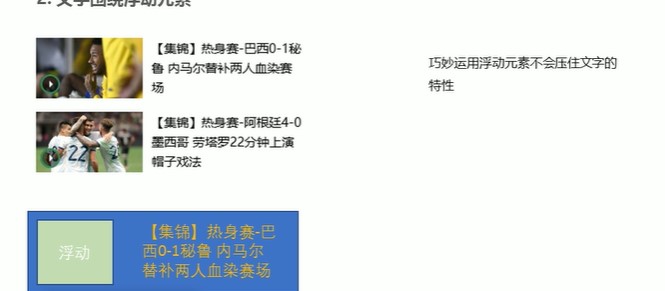 2. 文字围绕浮动元素
【集锦】热身赛-巴西0-1秘
鲁 内马尔替补两人血染赛
场
巧妙运用浮动元素不会压住文字的
特性
【集锦】热身赛-阿根廷4-0
墨西哥 劳塔罗22分钟上演
帽子戏法
22
浮动
【集锦】热身赛-巴
西0-1秘鲁 内马尔
替补两人血染赛场